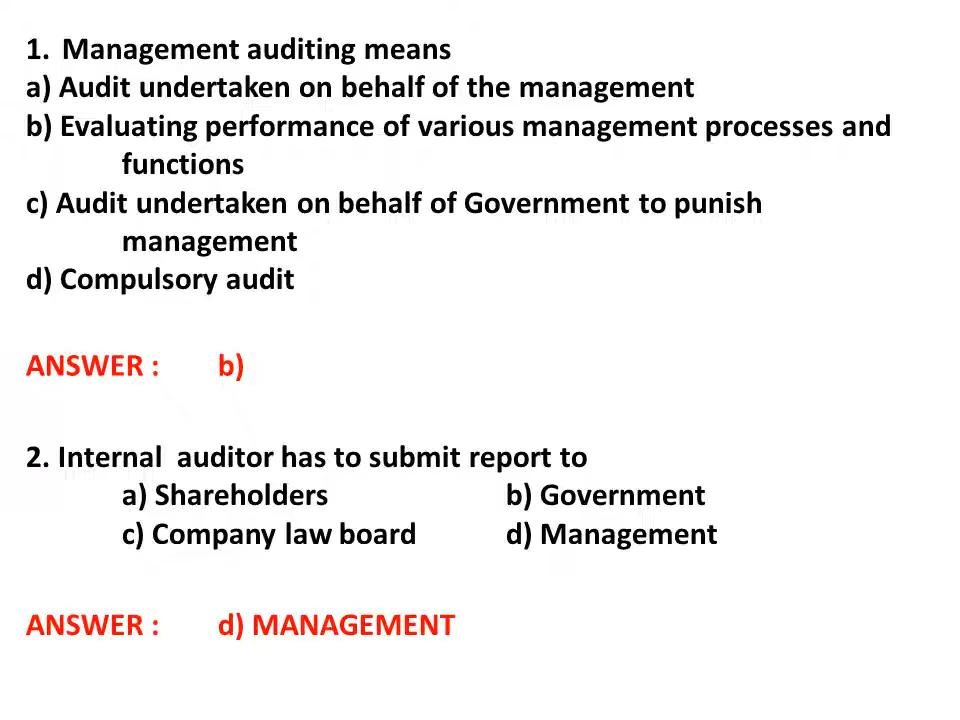 1. Management auditing means
a) Audit undertaken on behalf of the management
b) Evaluating performance of various management processes and
functions
c) Audit undertaken on behalf of Government to punish
management
d) Compulsory audit
ANSWER : b)
2. Internal auditor has to submit report to
a) Shareholders b) Government
c) Company law board d) Management
ANSWER : d) MANAGEMENT